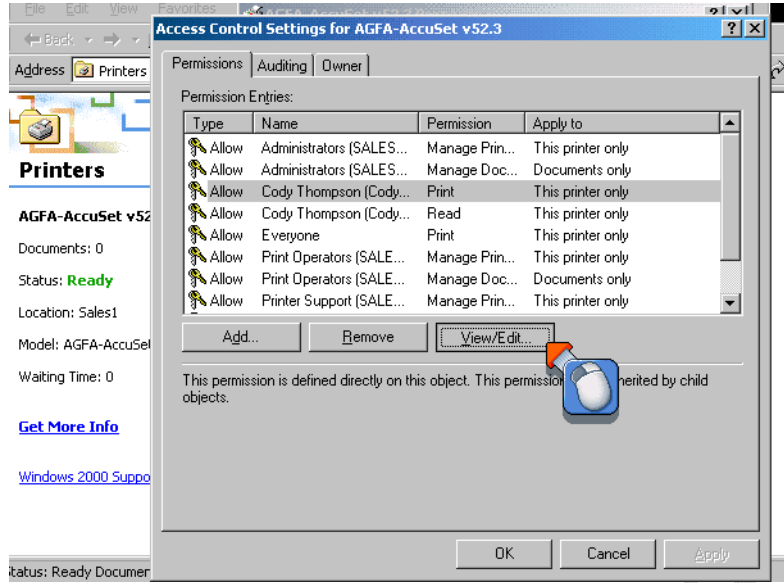 File Edit View Favorites
Access Control Settings for AGFA-AccuSet v52.3
Back
Address Printers
Permissions Auditing Owner
Permission Entries:
Type Name Permission Apply to
Allow Administrators (SALES... Manage Prin... This printer only
Allow Administrators (SALES... Manage Doc... Documents only
Allow Cody Thompson (Cody... Print This printer only
Allow Cody Thompson (Cody... Read This printer only
Allow Everyone Print This printer only
Allow Print Operators (SALE... Manage Prin... This printer only
Allow Print Operators (SALE... Manage Doc... Documents only
Allow Printer Support (SALE... Manage Prin... This printer only
Add... Remove View/Edit...
This permission is defined directly on this object. This permission herited by child
objects.
OK Cancel Apply
Printers
AGFA-AccuSet v52
Documents: 0
Status: Ready
Location: Sales1
Model: AGFA-AccuSet
Waiting Time: 0
Get More Info
Windows 2000 Suppo
Status: Ready Documen